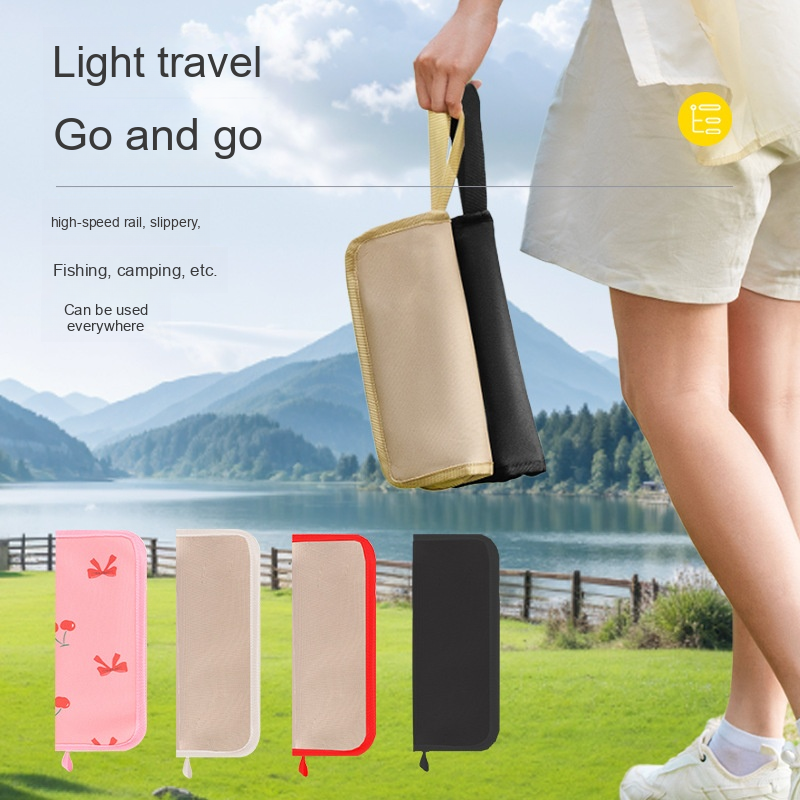 Light travel
Go and go
high-speed rail, slippery,
Fishing, camping, etc.
Can be used
everywhere